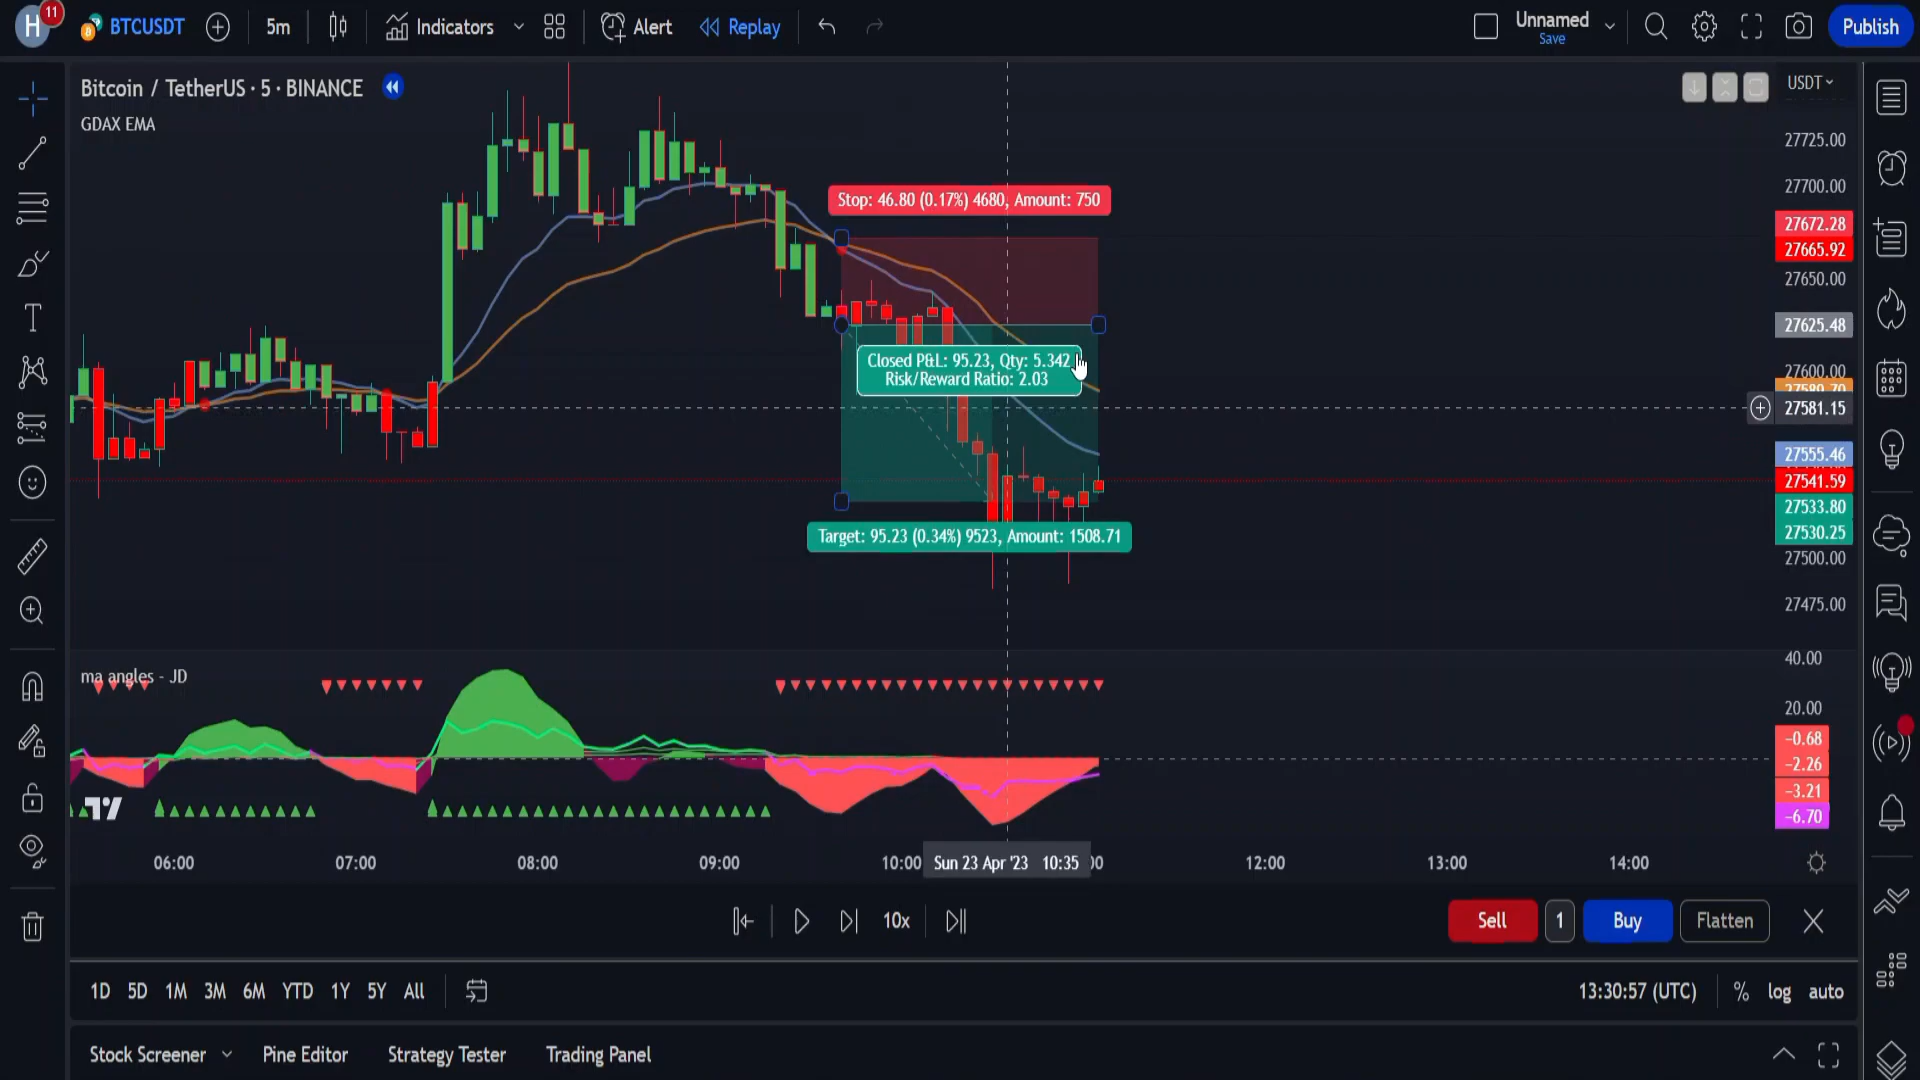 H
11
BTCUSDT
5m
Indicators
Alert
Replay
Unnamed
Save
Publish
Bitcoin / TetherUS · 5 · BINANCE
GDAX EMA
USDT
27725.00
27700.00
27672.28
27665.92
27650.00
27625.48
27600.00
27589.70
27581.15
27555.46
27541.59
27533.80
27530.25
27500.00
27475.00
Stop: 46.80 (0.17%) 4680, Amount: 750
Closed P&L: 95.23, Qty: 5.342
Risk/Reward Ratio: 2.03
Target: 95.23 (0.34%) 9523, Amount: 1508.71
ma angles - JD
40.00
20.00
−0.68
−2.26
−3.21
−6.70
06:00
07:00
08:00
09:00
10:00
Sun 23 Apr '23 10:35
12:00
13:00
14:00
10x
Sell
1
Buy
Flatten
1D 5D 1M 3M 6M YTD 1Y 5Y All
13:30:57 (UTC)
% log auto
Stock Screener
Pine Editor
Strategy Tester
Trading Panel